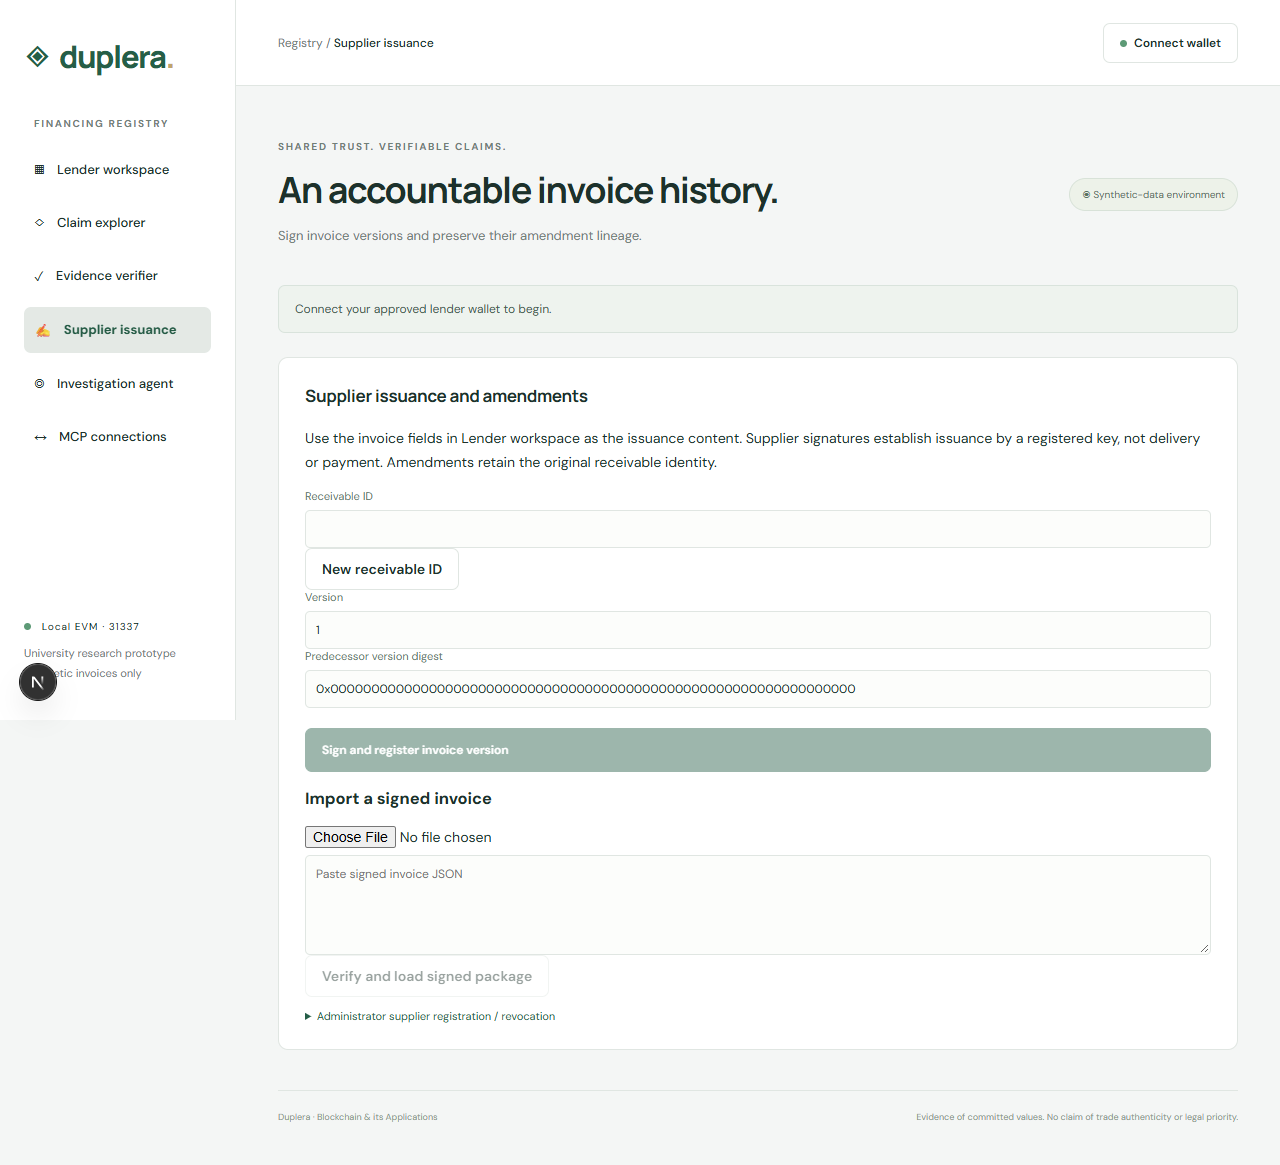 duplera.
FINANCING REGISTRY
Lender workspace
Claim explorer
Evidence verifier
Supplier issuance
Investigation agent
MCP connections
Local EVM · 31337
University research prototype
etic invoices only
N
Registry / Supplier issuance
Connect wallet
SHARED TRUST. VERIFIABLE CLAIMS.
An accountable invoice history.
Synthetic-data environment
Sign invoice versions and preserve their amendment lineage.
Connect your approved lender wallet to begin.
Supplier issuance and amendments
Use the invoice fields in Lender workspace as the issuance content. Supplier signatures establish issuance by a registered key, not delivery
or payment. Amendments retain the original receivable identity.
Receivable ID
New receivable ID
Version
1
Predecessor version digest
0x0000000000000000000000000000000000000000000000000000000000000000
Sign and register invoice version
Import a signed invoice
Choose File No file chosen
Paste signed invoice JSON
Verify and load signed package
Administrator supplier registration / revocation
Duplera · Blockchain & its Applications
Evidence of committed values. No claim of trade authenticity or legal priority.